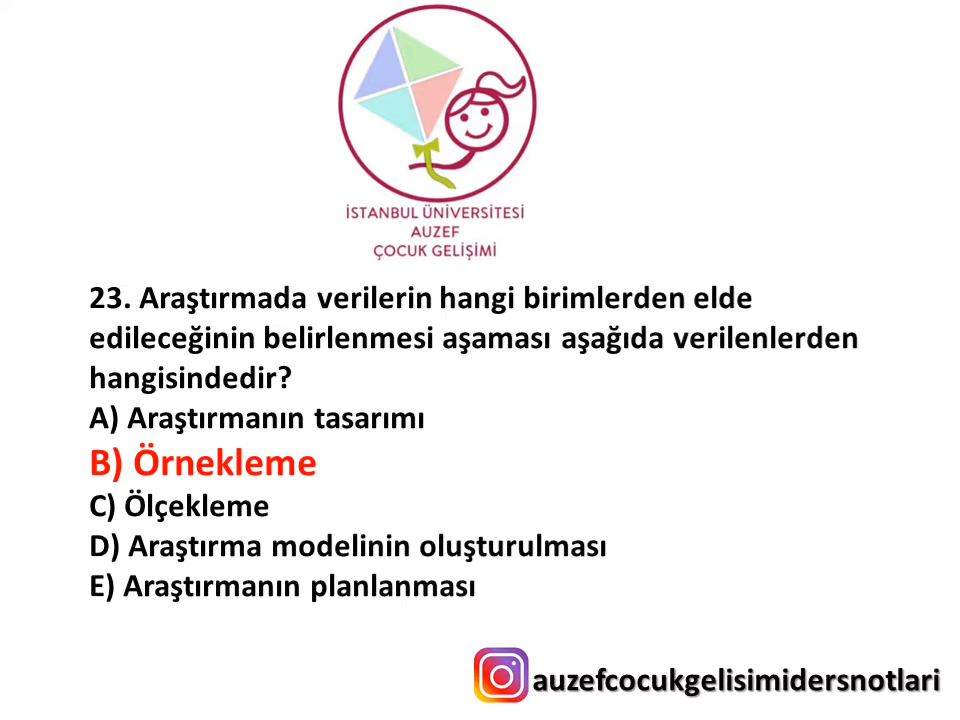 İSTANBUL ÜNİVERSİTESİ
AUZEF
ÇOCUK GELİŞİMİ
23. Araştırmada verilerin hangi birimlerden elde
edileceğinin belirlenmesi aşaması aşağıda verilenlerden
hangisindedir?
A) Araştırmanın tasarımı
B) Örnekleme
C) Ölçekleme
D) Araştırma modelinin oluşturulması
E) Araştırmanın planlanması
auzefcocukgelisimidersnotlari